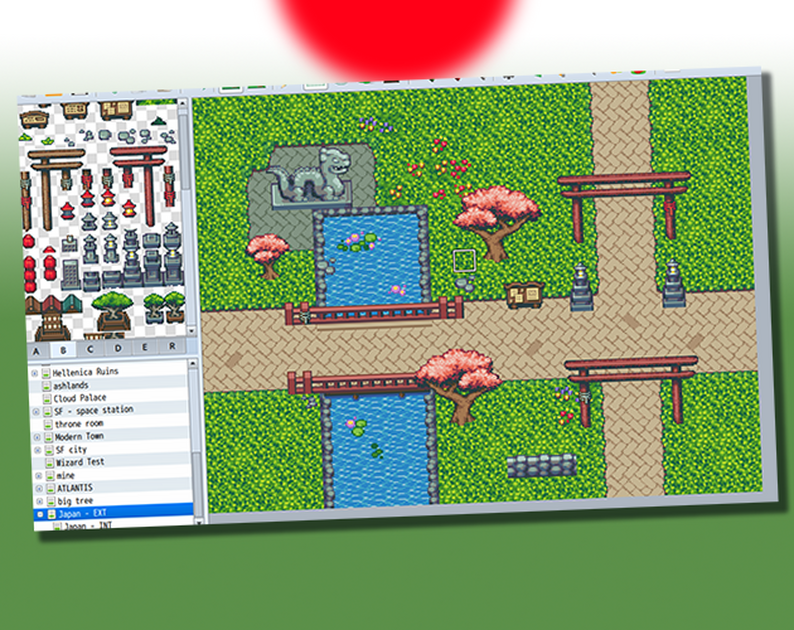 A B C D E R
Hellenica Ruins
ashlands
Cloud Palace
SF - space station
throne room
Modern Town
SF city
Wizard Test
mine
ATLANTIS
big tree
Japan - EXT
Japan - INT